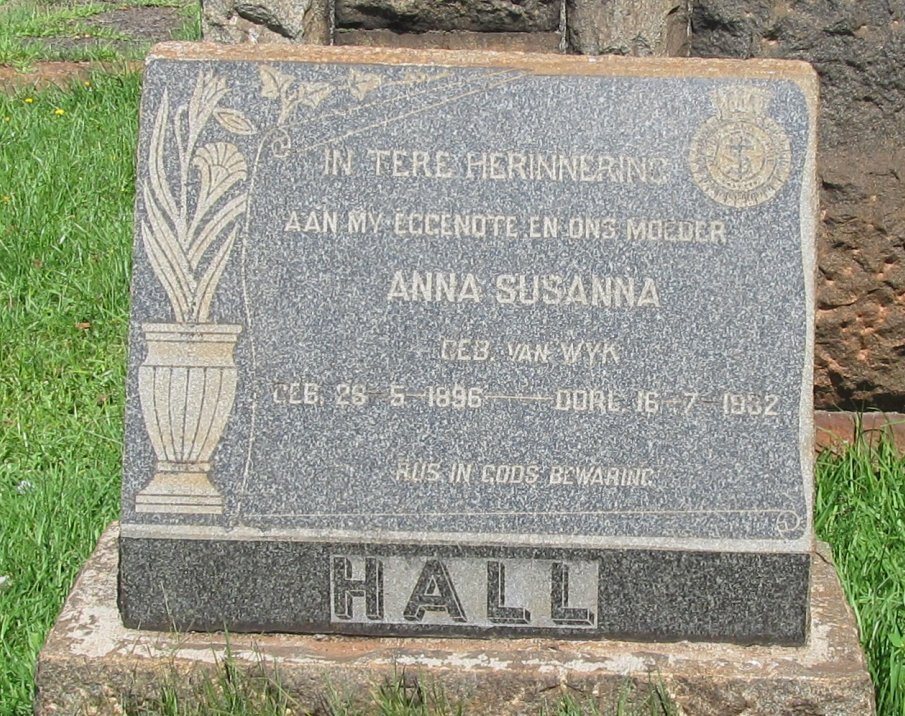 IN TERE HERINNERING
AAN MY EGGENOTE EN ONS MOEDER
ANNA SUSANNA
GEB. VAN WYK
GEB. 26-5-1896 — OORL. 16-7-1962
RUS IN GODS BEWARING
HALL